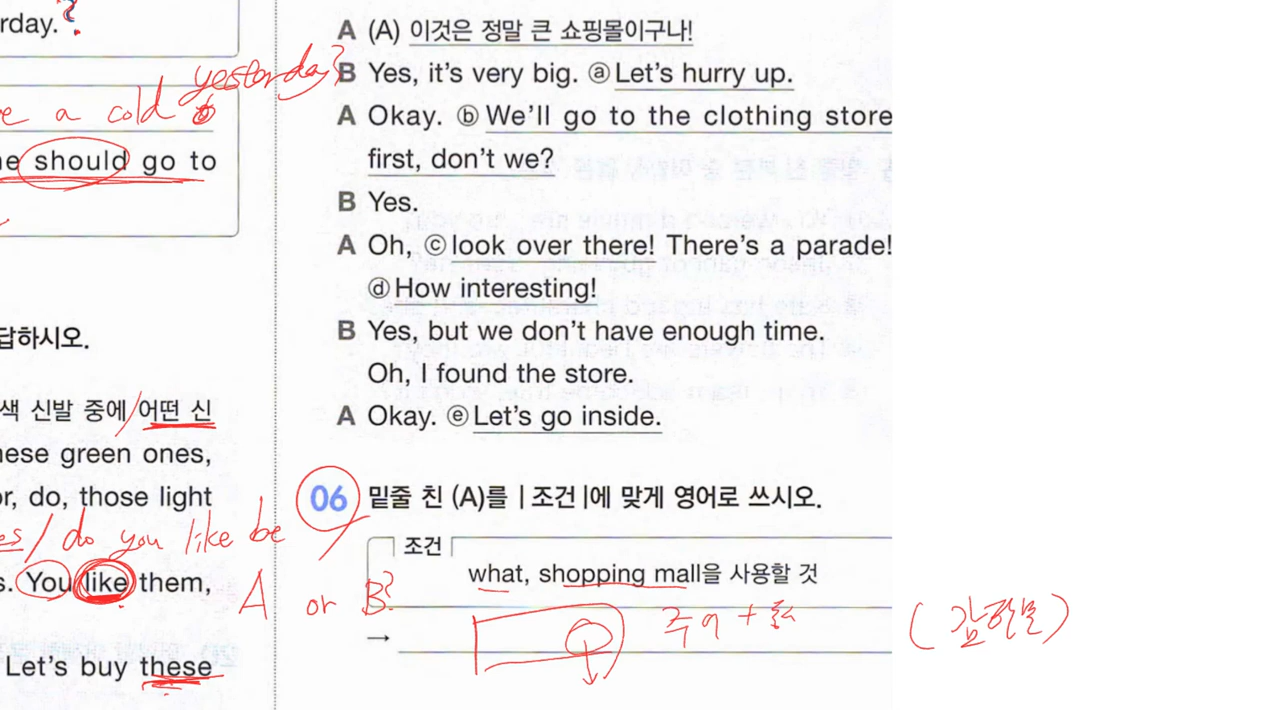 rday.?
e a cold yesterday?
ne should go to
답하시오.
색 신발 중에/어떤 신
nese green ones,
or, do, those light
es/ do you like be
s. You like them,
A or B?
Let's buy these
A (A) 이것은 정말 큰 쇼핑몰이구나!
B Yes, it's very big. ⓐ Let's hurry up.
A Okay. ⓑ We'll go to the clothing store
first, don't we?
B Yes.
A Oh, ⓒ look over there! There's a parade!
ⓓ How interesting!
B Yes, but we don't have enough time.
Oh, I found the store.
A Okay. ⓔ Let's go inside.
06 밑줄 친 (A)를 |조건|에 맞게 영어로 쓰시오.
조건
what, shopping mall을 사용할 것
→ 주어 + 동 (감탄문)